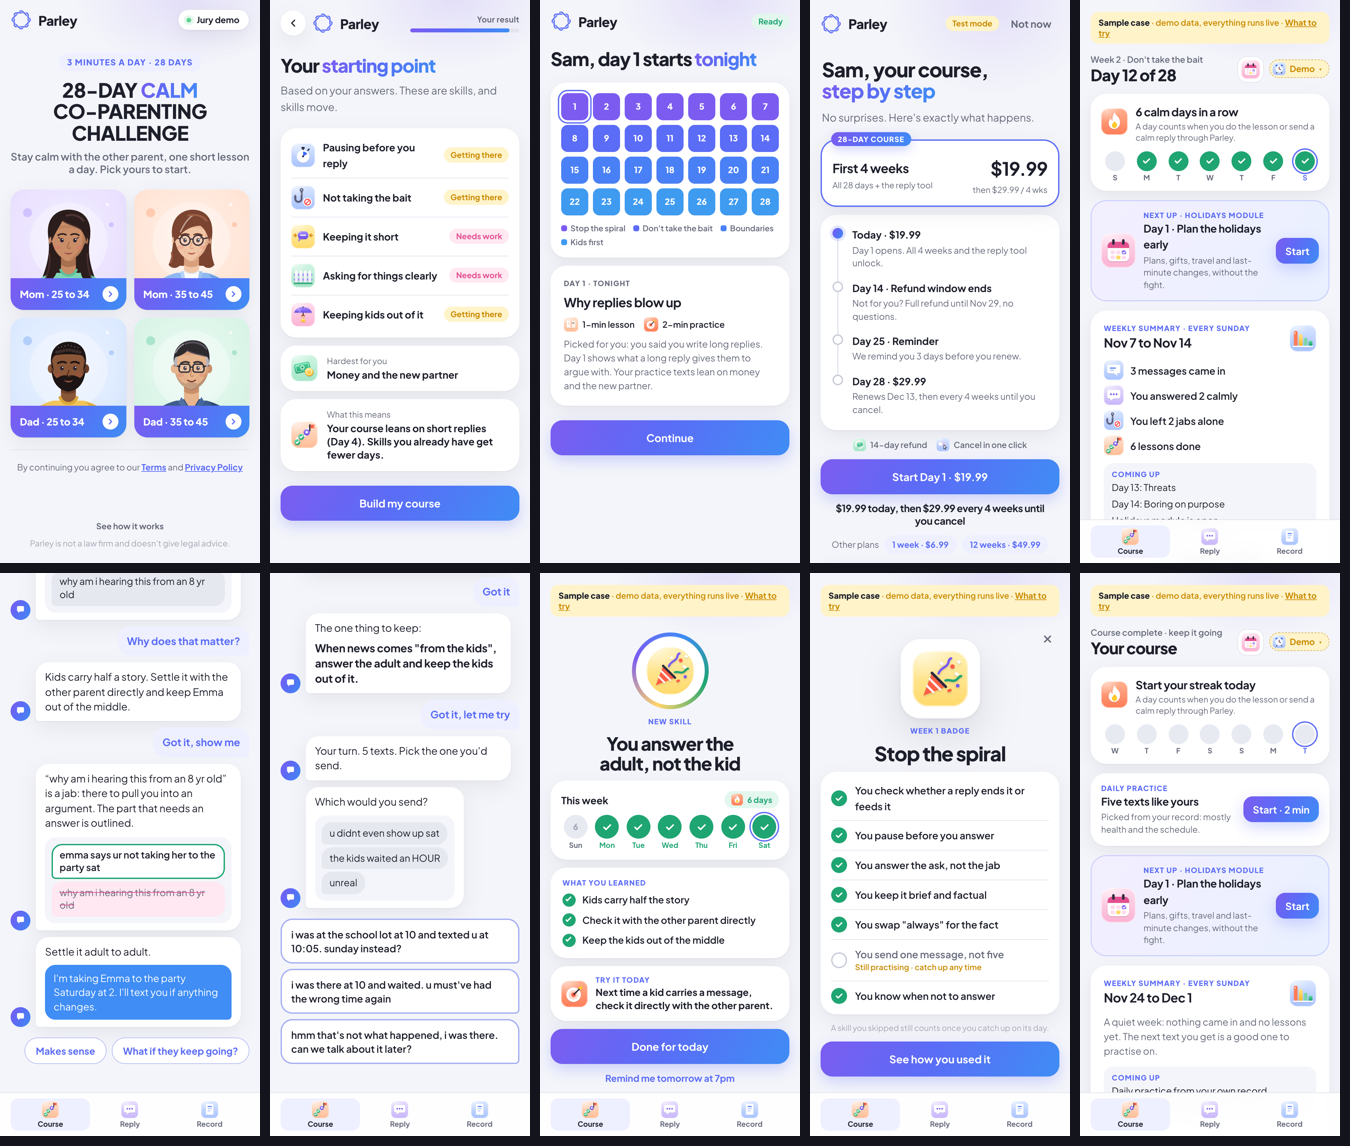 Parley
Jury demo
3 MINUTES A DAY · 28 DAYS
28-DAY CALM
CO-PARENTING
CHALLENGE
Stay calm with the other parent, one short lesson
a day. Pick yours to start.
Mom · 25 to 34
Mom · 35 to 45
Dad · 25 to 34
Dad · 35 to 45
By continuing you agree to our Terms and Privacy Policy
See how it works
Parley is not a law firm and doesn't give legal advice.
Parley
Your result
Your starting point
Based on your answers. These are skills, and
skills move.
Pausing before you
reply
Getting there
Not taking the bait
Getting there
Keeping it short
Needs work
Asking for things clearly
Needs work
Keeping kids out of it
Getting there
Hardest for you
Money and the new partner
What this means
Your course leans on short replies
(Day 4). Skills you already have get
fewer days.
Build my course
Parley
Ready
Sam, day 1 starts tonight
1 2 3 4 5 6 7
8 9 10 11 12 13 14
15 16 17 18 19 20 21
22 23 24 25 26 27 28
Stop the spiral
Don't take the bait
Boundaries
Kids first
DAY 1 · TONIGHT
Why replies blow up
1-min lesson
2-min practice
Picked for you: you said you write long replies.
Day 1 shows what a long reply gives them to
argue with. Your practice texts lean on money
and the new partner.
Continue
Parley
Test mode
Not now
Sam, your course,
step by step
No surprises. Here's exactly what happens.
28-DAY COURSE
First 4 weeks
$19.99
All 28 days + the reply tool
then $29.99 / 4 wks
Today · $19.99
Day 1 opens. All 4 weeks and the reply tool
unlock.
Day 14 · Refund window ends
Not for you? Full refund until Nov 29, no
questions.
Day 25 · Reminder
We remind you 3 days before you renew.
Day 28 · $29.99
Renews Dec 13, then every 4 weeks until you
cancel.
14-day refund
Cancel in one click
Start Day 1 · $19.99
$19.99 today, then $29.99 every 4 weeks until
you cancel
Other plans
1 week · $6.99
12 weeks · $49.99
Sample case · demo data, everything runs live · What to
try
Week 2 · Don't take the bait
Day 12 of 28
Demo
6 calm days in a row
A day counts when you do the lesson or send a
calm reply through Parley.
S M T W T F S
NEXT UP · HOLIDAYS MODULE
Day 1 · Plan the holidays
early
Plans, gifts, travel and last-
minute changes, without the
fight.
Start
WEEKLY SUMMARY · EVERY SUNDAY
Nov 7 to Nov 14
3 messages came in
You answered 2 calmly
You left 2 jabs alone
6 lessons done
COMING UP
Day 13: Threats
Day 14: Boring on purpose
Course
Reply
Record
why am i hearing this from an 8 yr
old
Why does that matter?
Kids carry half a story. Settle it with the
other parent directly and keep Emma
out of the middle.
Got it, show me
"why am i hearing this from an 8 yr old"
is a jab: there to pull you into an
argument. The part that needs an
answer is outlined.
emma says ur not taking her to the
party sat
why am i hearing this from an 8 yr
old
Settle it adult to adult.
I'm taking Emma to the party
Saturday at 2. I'll text you if anything
changes.
Makes sense
What if they keep going?
Course
Reply
Record
Got it
The one thing to keep:
When news comes "from the kids",
answer the adult and keep the kids
out of it.
Got it, let me try
Your turn. 5 texts. Pick the one you'd
send.
Which would you send?
u didnt even show up sat
the kids waited an HOUR
unreal
i was at the school lot at 10 and texted u at
10:05. sunday instead?
i was there at 10 and waited. u must've had
the wrong time again
hmm that's not what happened, i was there.
can we talk about it later?
Course
Reply
Record
Sample case · demo data, everything runs live · What to
try
NEW SKILL
You answer the
adult, not the kid
This week
6 days
6
Sun Mon Tue Wed Thu Fri Sat
WHAT YOU LEARNED
Kids carry half the story
Check it with the other parent directly
Keep the kids out of the middle
TRY IT TODAY
Next time a kid carries a message,
check it directly with the other parent.
Done for today
Remind me tomorrow at 7pm
Course
Reply
Record
Sample case · demo data, everything runs live · What to
try
WEEK 1 BADGE
Stop the spiral
You check whether a reply ends it or
feeds it
You pause before you answer
You answer the ask, not the jab
You keep it brief and factual
You swap "always" for the fact
You send one message, not five
Still practising · catch up any time
You know when not to answer
A skill you skipped still counts once you catch up on its day.
See how you used it
Course
Reply
Record
Sample case · demo data, everything runs live · What to
try
Course complete · keep it going
Your course
Demo
Start your streak today
A day counts when you do the lesson or send a
calm reply through Parley.
W T F S S M T
DAILY PRACTICE
Five texts like yours
Picked from your record: mostly
health and the schedule.
Start · 2 min
NEXT UP · HOLIDAYS MODULE
Day 1 · Plan the holidays
early
Plans, gifts, travel and last-
minute changes, without the
fight.
Start
WEEKLY SUMMARY · EVERY SUNDAY
Nov 24 to Dec 1
A quiet week: nothing came in and no lessons
yet. The next text you get is a good one to
practise on.
COMING UP
Daily practice from your own record
Course
Reply
Record